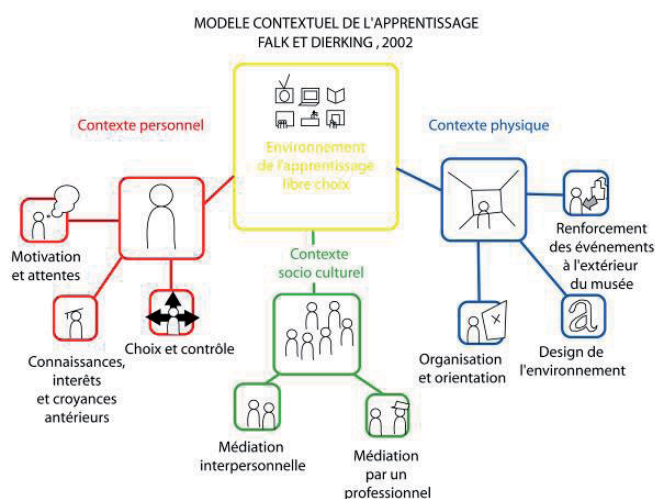 MODELE CONTEXTUEL DE L'APPRENTISSAGE
FALK ET DIERKING , 2002
Contexte personnel
Environnement
de l'apprentissage
libre choix
Contexte physique
Motivation
et attentes
Connaissances,
interêts
et croyances
antérieurs
Choix et contrôle
Contexte
socio culturel
Médiation
interpersonnelle
Médiation
par un
professionnel
Organisation
et orientation
a
Design de
l'environnement
Renforcement
des événements
à l'extérieur
du musée